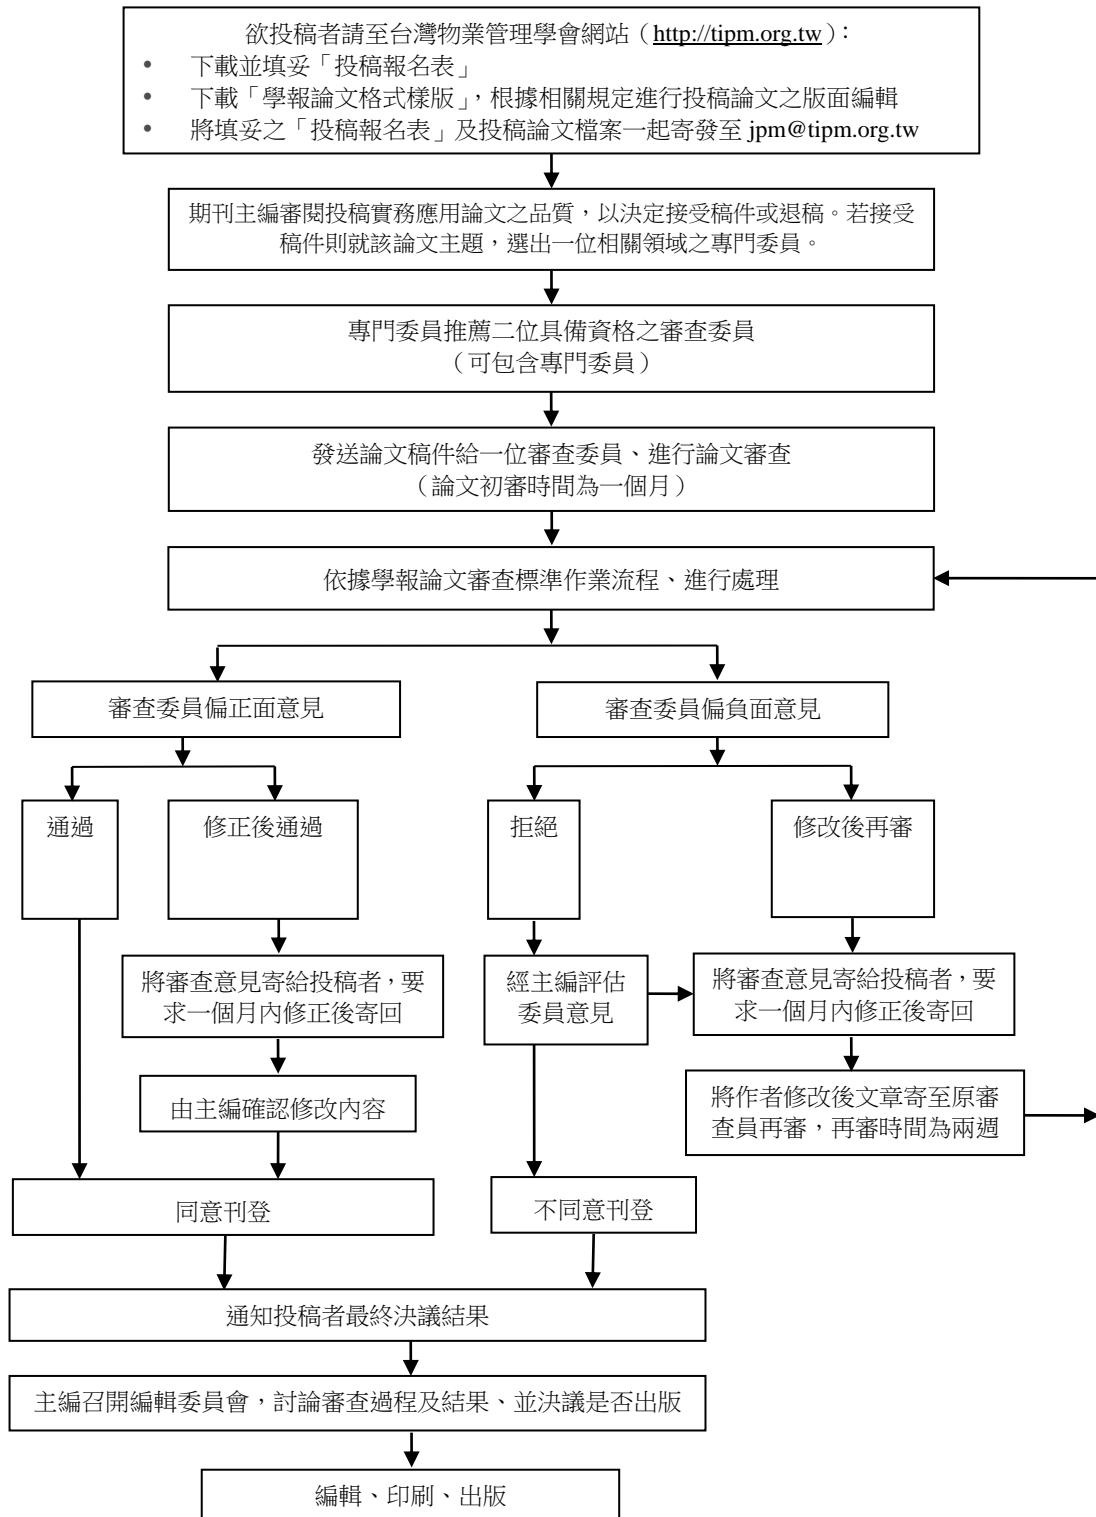 欲投稿者請至台灣物業管理學會網站（http://tipm.org.tw）：
• 下載並填妥「投稿報名表」
• 下載「學報論文格式樣版」，根據相關規定進行投稿論文之版面編輯
• 將填妥之「投稿報名表」及投稿論文檔案一起寄發至 jpm@tipm.org.tw
期刊主編審閱投稿實務應用論文之品質，以決定接受稿件或退稿。若接受
稿件則就該論文主題，選出一位相關領域之專門委員。
專門委員推薦二位具備資格之審查委員
（可包含專門委員）
發送論文稿件給一位審查委員、進行論文審查
（論文初審時間為一個月）
依據學報論文審查標準作業流程、進行處理
審查委員偏正面意見
審查委員偏負面意見
通過
修正後通過
拒絕
修改後再審
將審查意見寄給投稿者，要
求一個月內修正後寄回
經主編評估
委員意見
將審查意見寄給投稿者，要
求一個月內修正後寄回
由主編確認修改內容
將作者修改後文章寄至原審
查員再審，再審時間為兩週
同意刊登
不同意刊登
通知投稿者最終決議結果
主編召開編輯委員會，討論審查過程及結果、並決議是否出版
編輯、印刷、出版